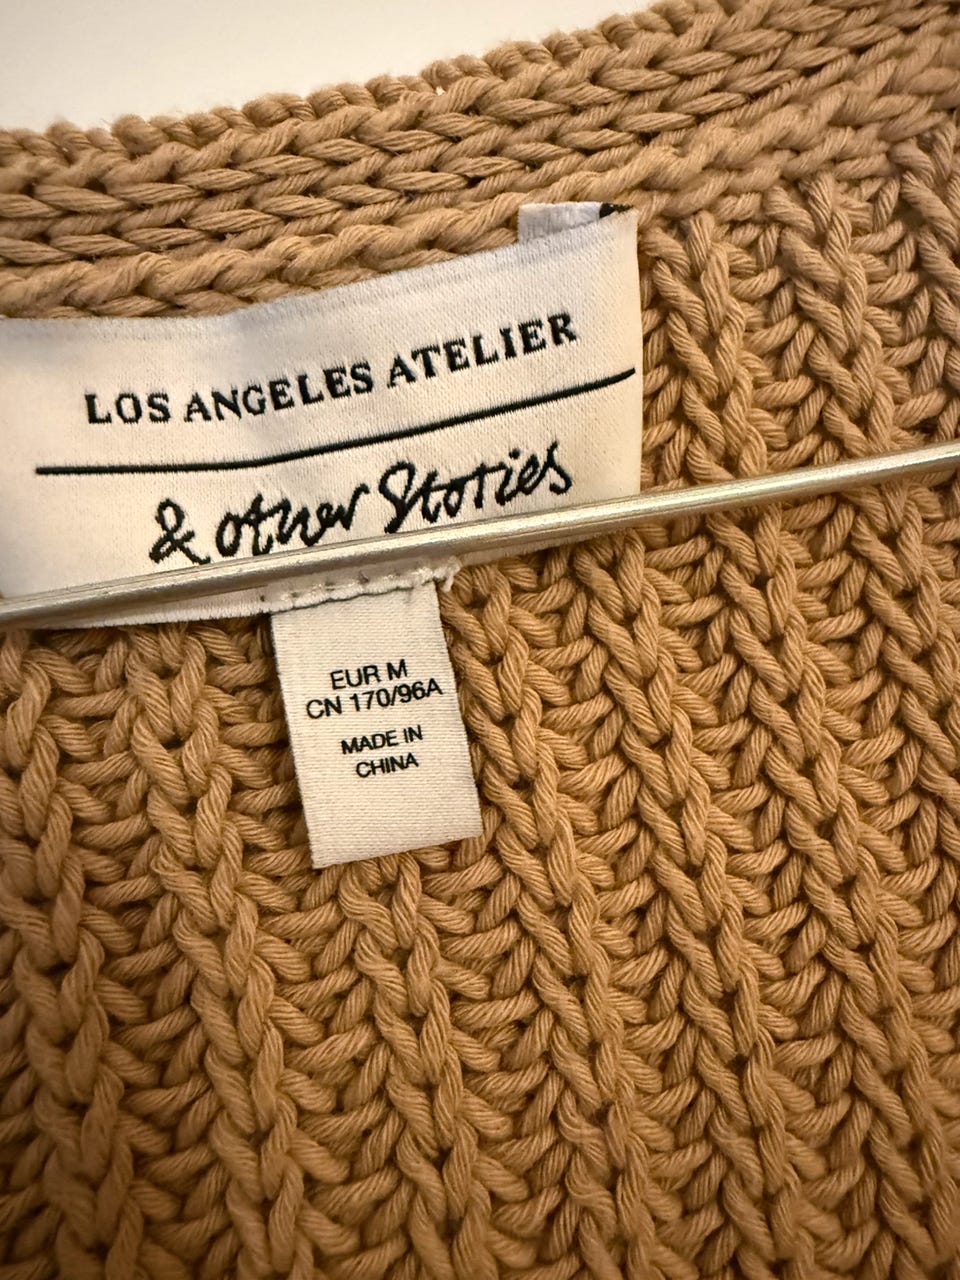 LOS ANGELES ATELIER
& other Stories
EUR M
CN 170/96A
MADE IN
CHINA